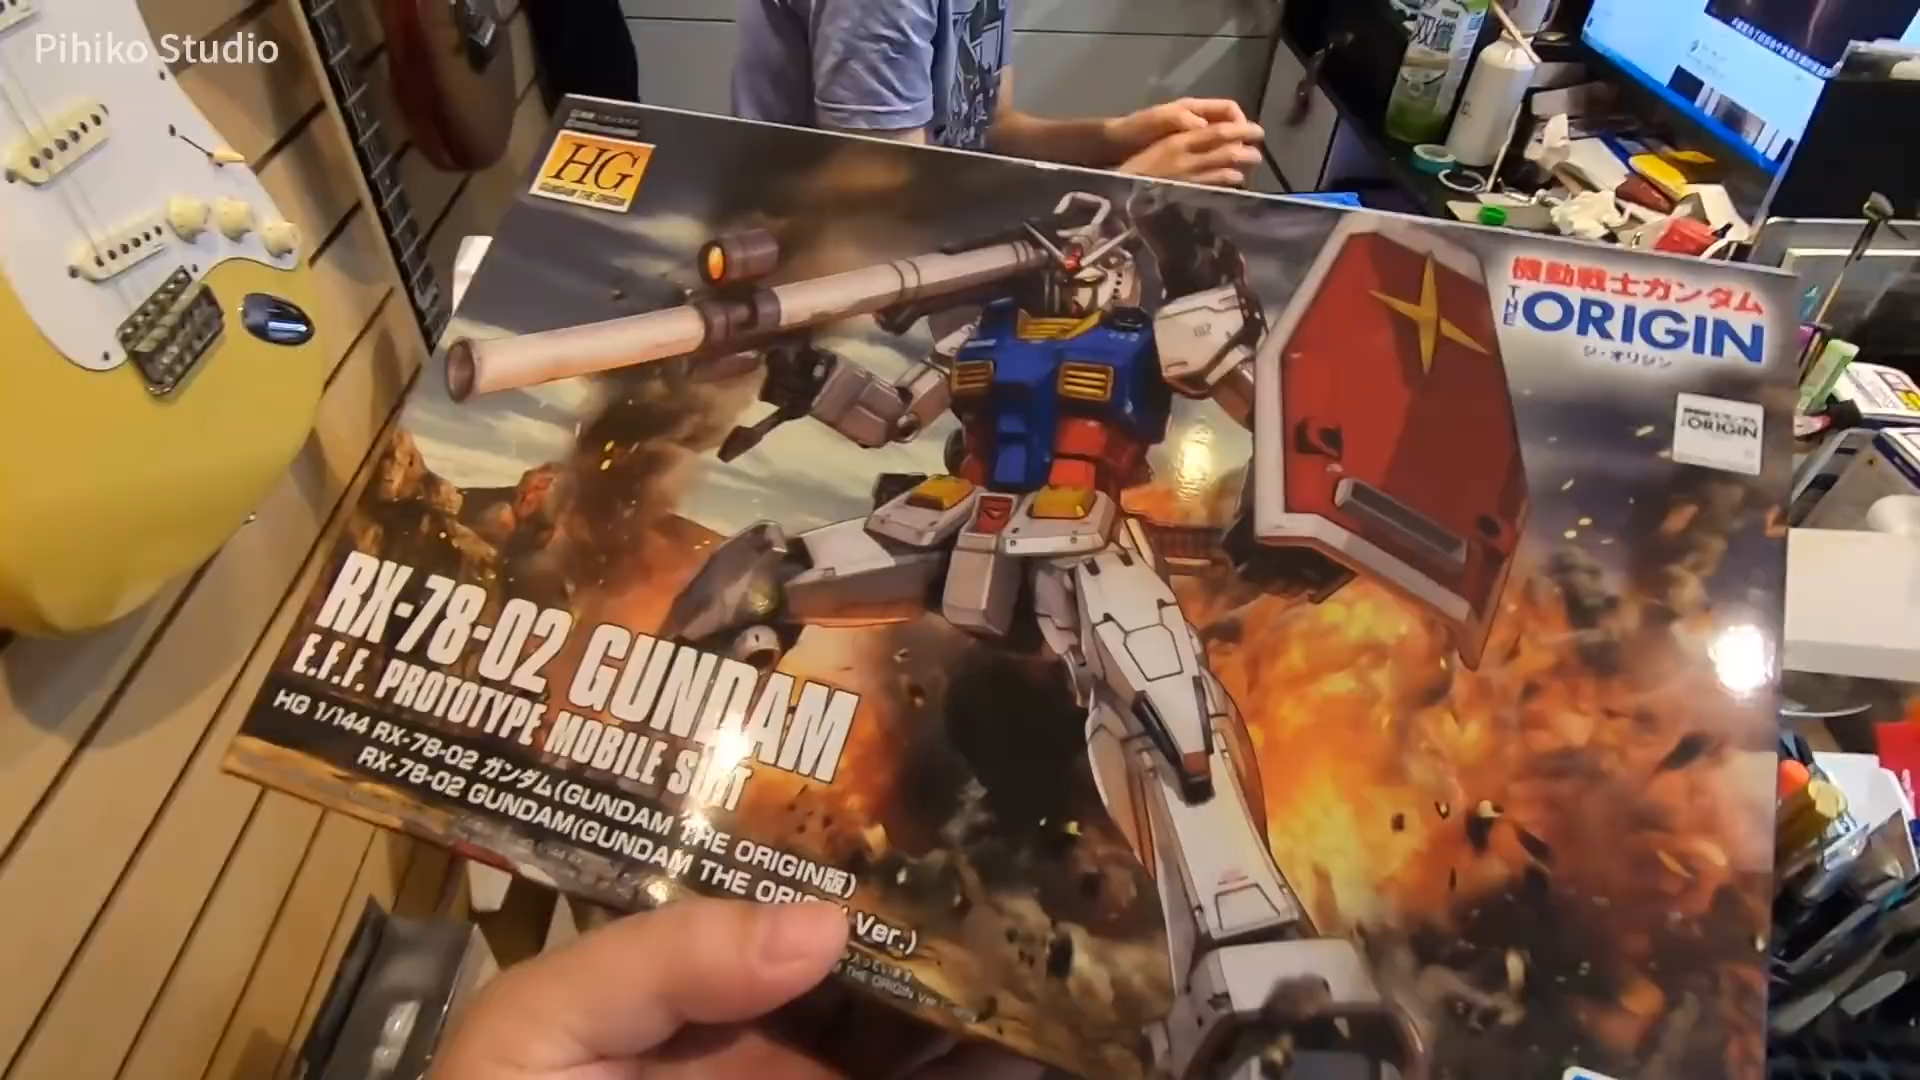 Pihiko Studio
HG
GUNDAM THE ORIGIN
機動戦士ガンダム
THE
ORIGIN
ジ・オリジン
ORIGIN
RX-78-02 GUNDAM
E.F.F. PROTOTYPE MOBILE SUIT
HG 1/144 RX-78-02 ガンダム(GUNDAM THE ORIGIN版)
RX-78-02 GUNDAM(GUNDAM THE ORIGIN Ver.)